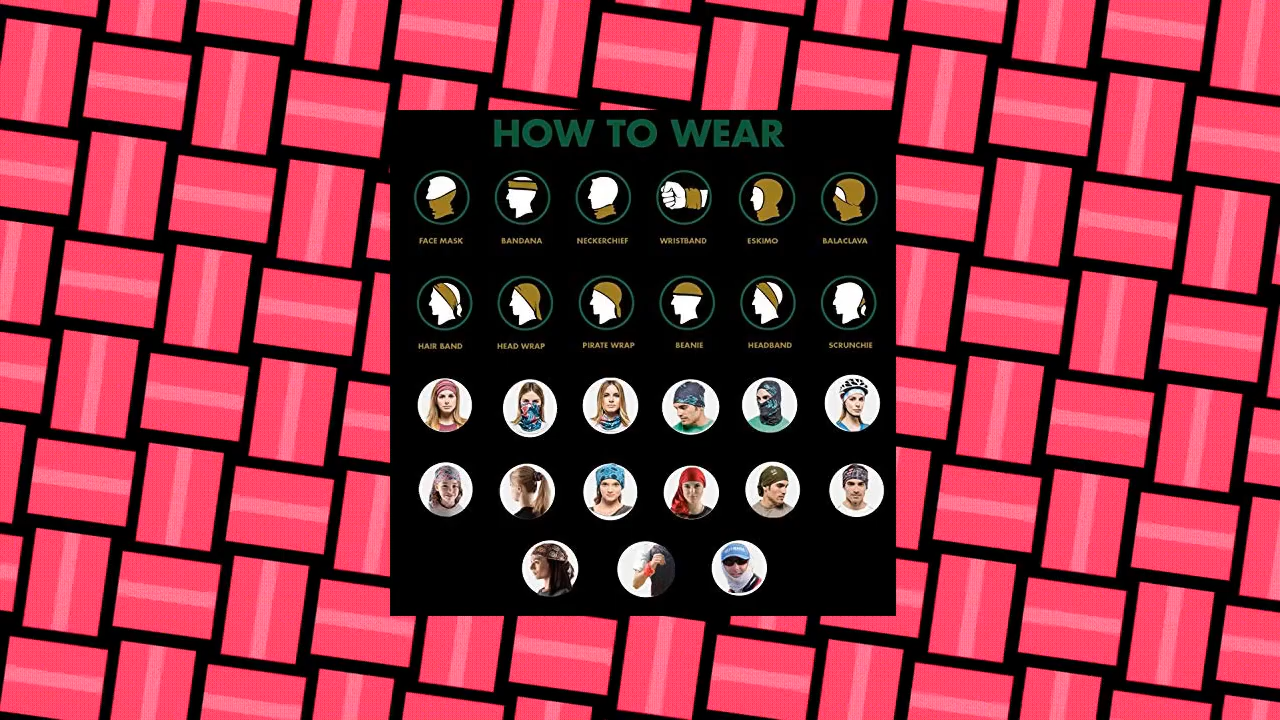 HOW TO WEAR
FACE MASK BANDANA NECKERCHIEF WRISTBAND ESKIMO BALACLAVA
HAIR BAND HEAD WRAP PIRATE WRAP BEANIE HEADBAND SCRUNCHIE